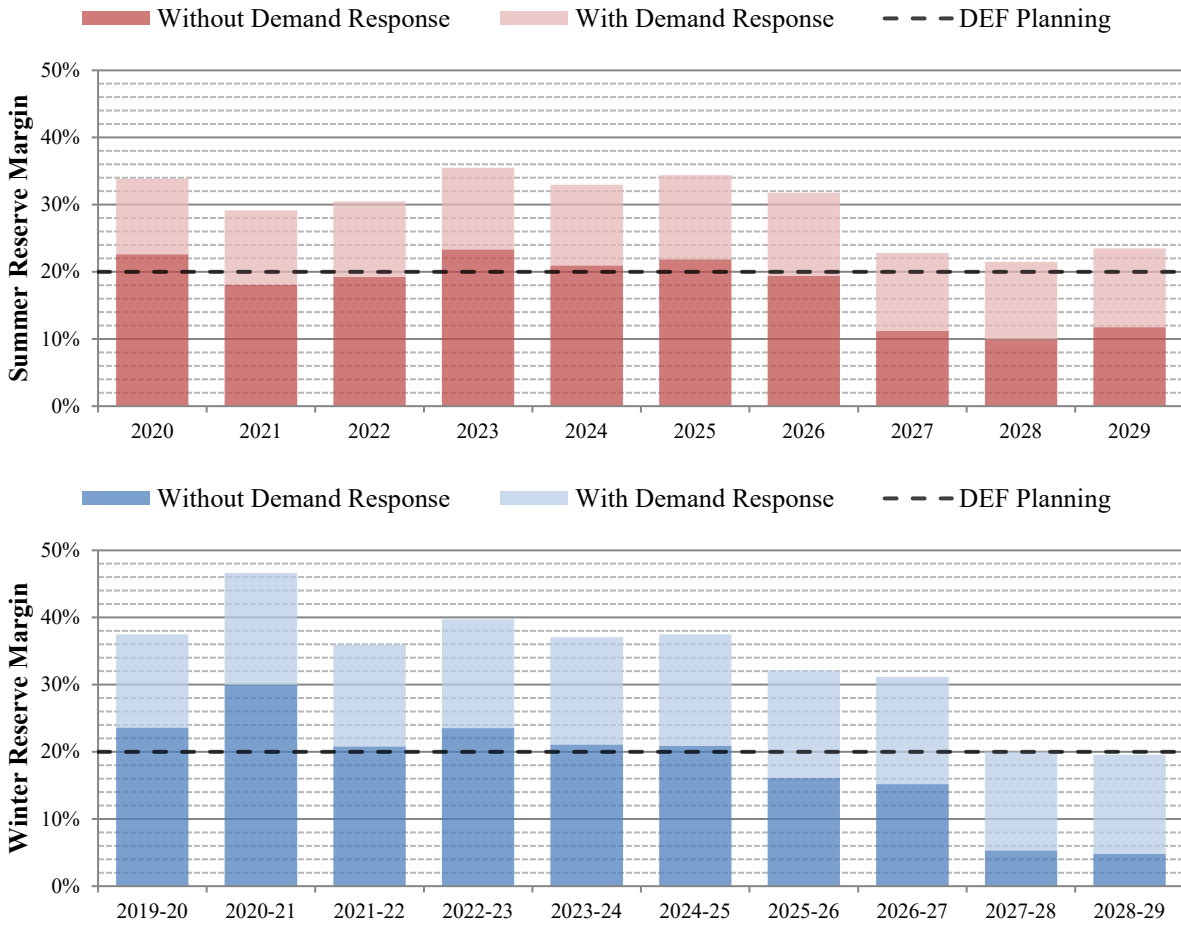 Without Demand Response With Demand Response DEF Planning
Summer Reserve Margin
50%
40%
30%
20%
10%
0%
2020 2021 2022 2023 2024 2025 2026 2027 2028 2029
Without Demand Response With Demand Response DEF Planning
Winter Reserve Margin
50%
40%
30%
20%
10%
0%
2019-20 2020-21 2021-22 2022-23 2023-24 2024-25 2025-26 2026-27 2027-28 2028-29